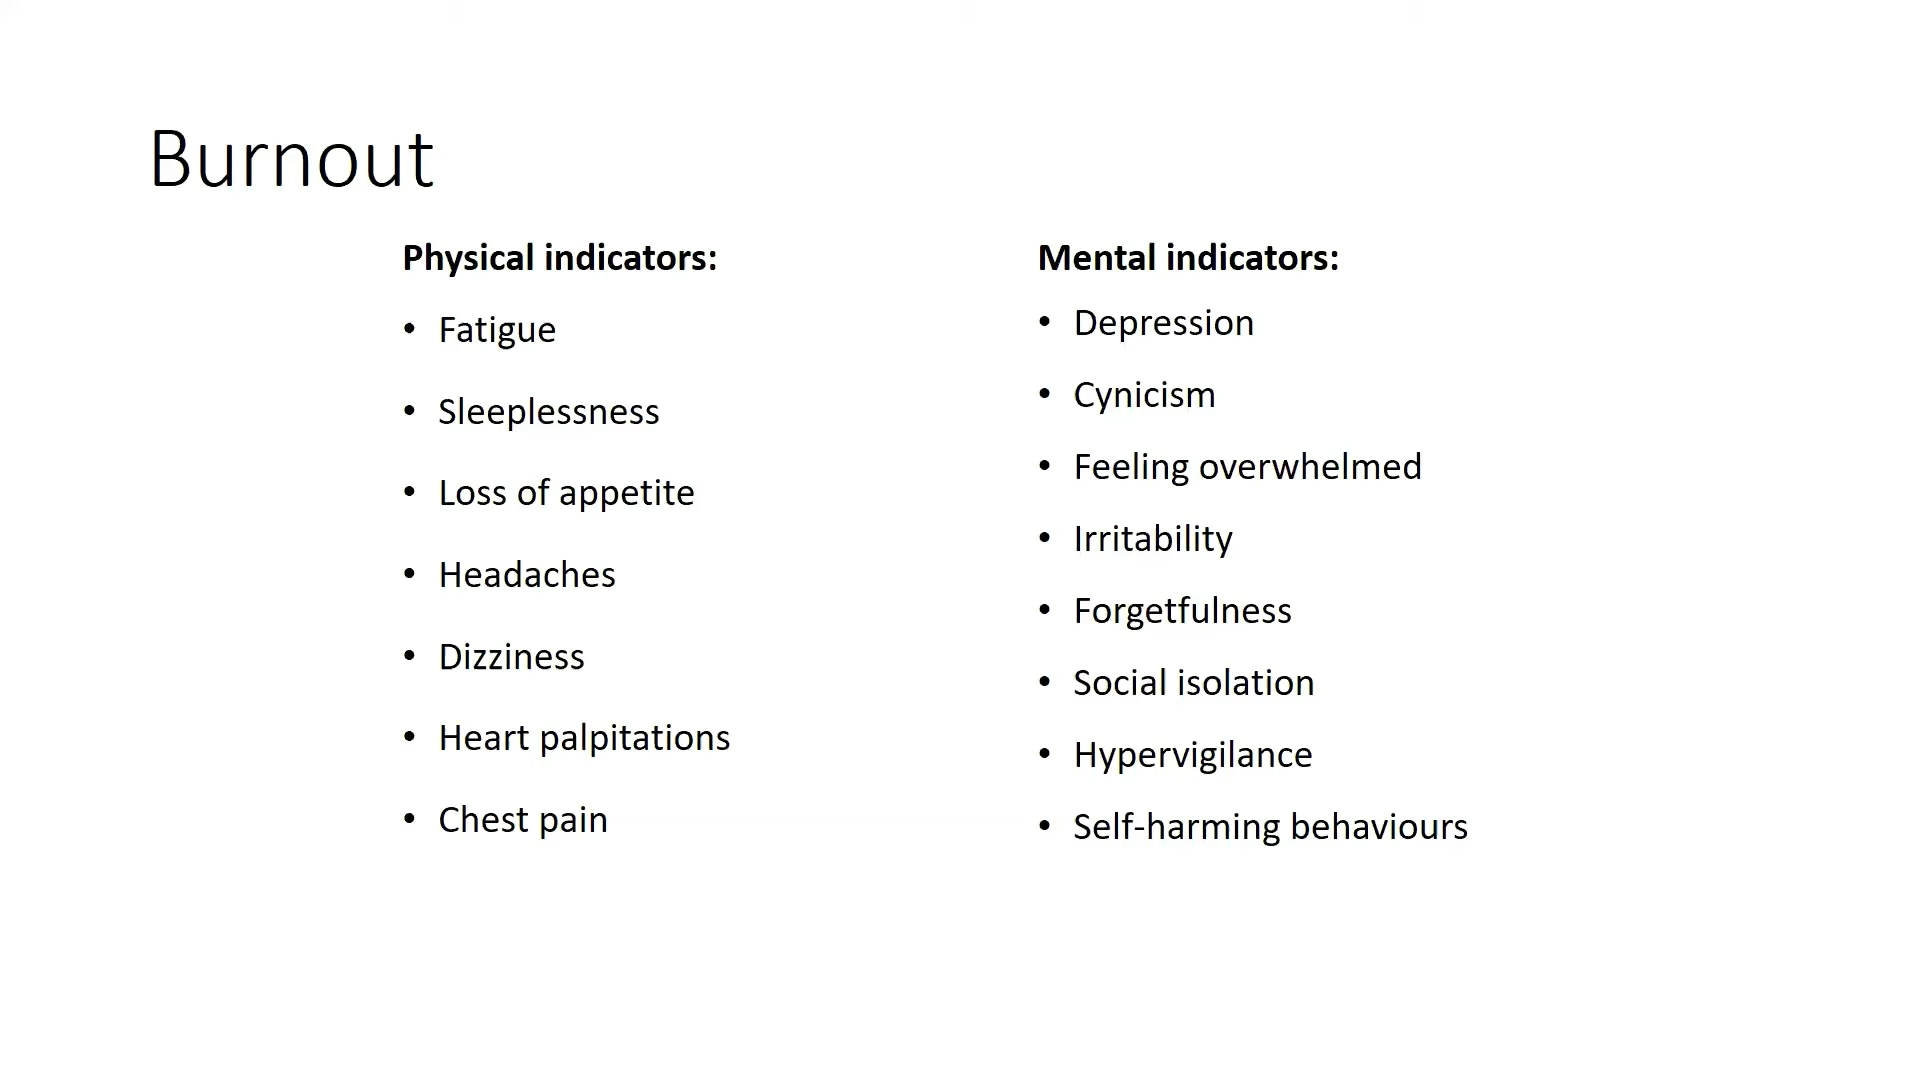 Burnout
Physical indicators:
• Fatigue
• Sleeplessness
• Loss of appetite
• Headaches
• Dizziness
• Heart palpitations
• Chest pain
Mental indicators:
• Depression
• Cynicism
• Feeling overwhelmed
• Irritability
• Forgetfulness
• Social isolation
• Hypervigilance
• Self-harming behaviours